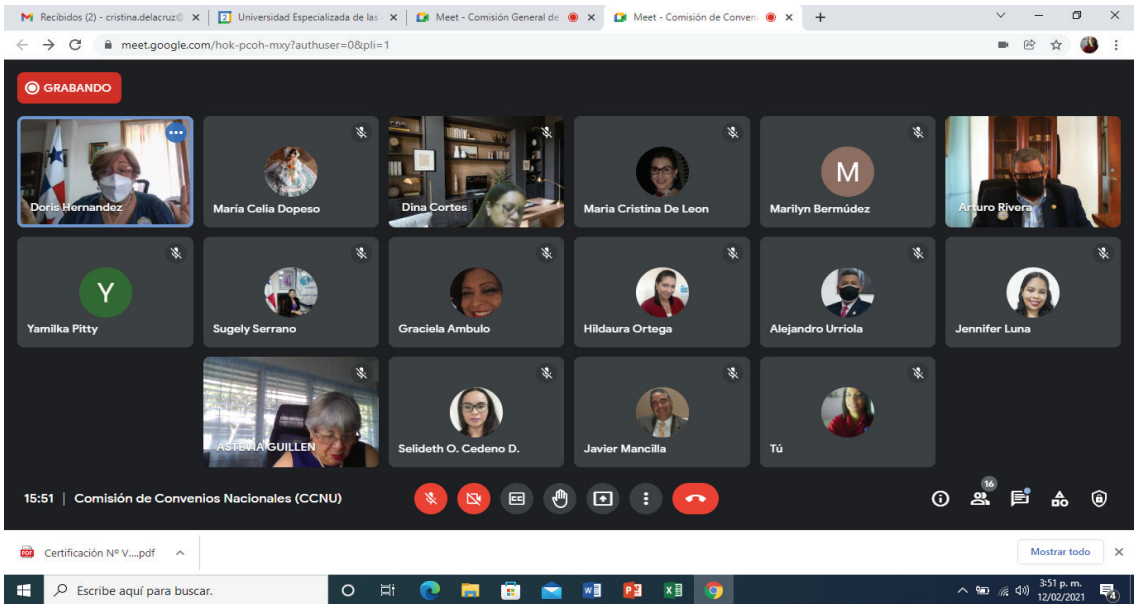 Recibidos (2) - cristina.delacruz
Universidad Especializada de las
Meet - Comisión General de
Meet - Comisión de Conveni
meet.google.com/hok-pcoh-mxy?authuser=0&pli=1
GRABANDO
Doris Hernandez
María Celia Dopeso
Dina Cortes
Maria Cristina De Leon
M
Marilyn Bermúdez
Arturo Rivera
Y
Yamilka Pitty
Sugely Serrano
Graciela Ambulo
Hildaura Ortega
Alejandro Urriola
Jennifer Luna
ASTEVIA GUILLEN
Selideth O. Cedeno D.
Javier Mancilla
Tú
15:51 | Comisión de Convenios Nacionales (CCNU)
16
Certificación Nº V....pdf
Mostrar todo
Escribe aquí para buscar.
3:51 p. m.
12/02/2021
4